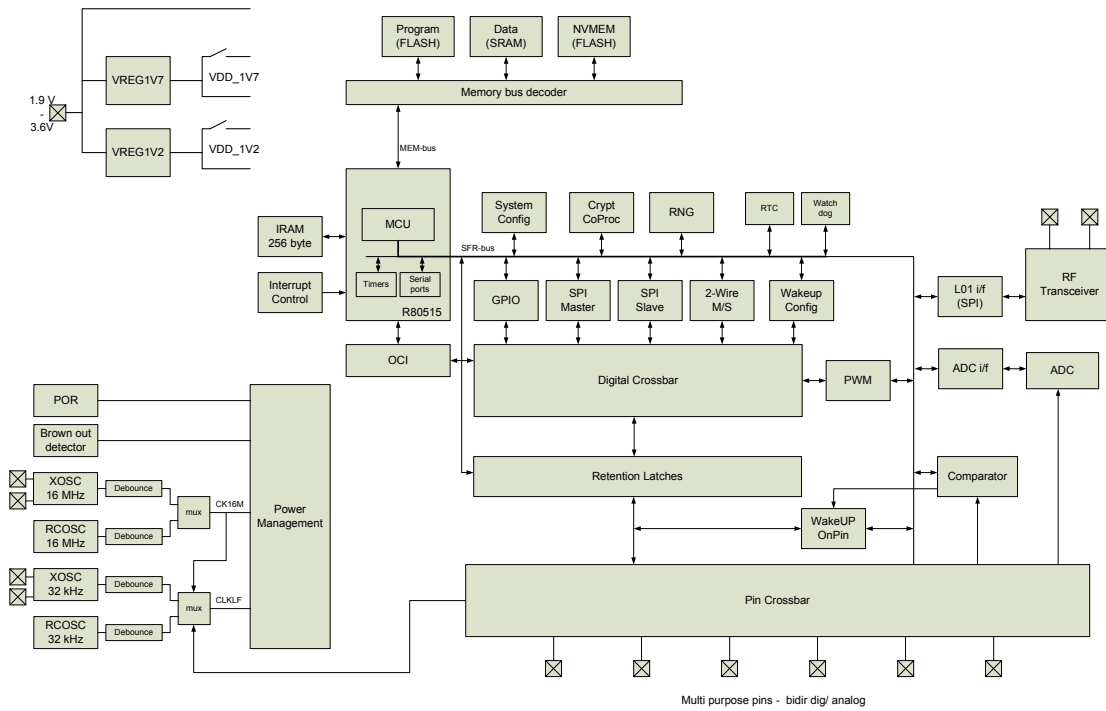 Program
(FLASH)
Data
(SRAM)
NVMEM
(FLASH)
VREG1V7
VDD_1V7
Memory bus decoder
1.9 V
-
3.6V
VREG1V2
VDD_1V2
MEM-bus
MCU
System
Config
Crypt
CoProc
RNG
RTC
Watch
dog
IRAM
256 byte
SFR-bus
Timers
Serial
ports
Interrupt
Control
R80515
GPIO
SPI
Master
SPI
Slave
2-Wire
M/S
Wakeup
Config
L01 i/f
(SPI)
RF
Transceiver
OCI
Digital Crossbar
PWM
ADC i/f
ADC
POR
Brown out
detector
XOSC
16 MHz
Debounce
mux
CK16M
RCOSC
16 MHz
Debounce
Power
Management
XOSC
32 kHz
Debounce
mux
CLKLF
RCOSC
32 kHz
Debounce
Retention Latches
Comparator
WakeUP
OnPin
Pin Crossbar
Multi purpose pins - bidir dig/ analog